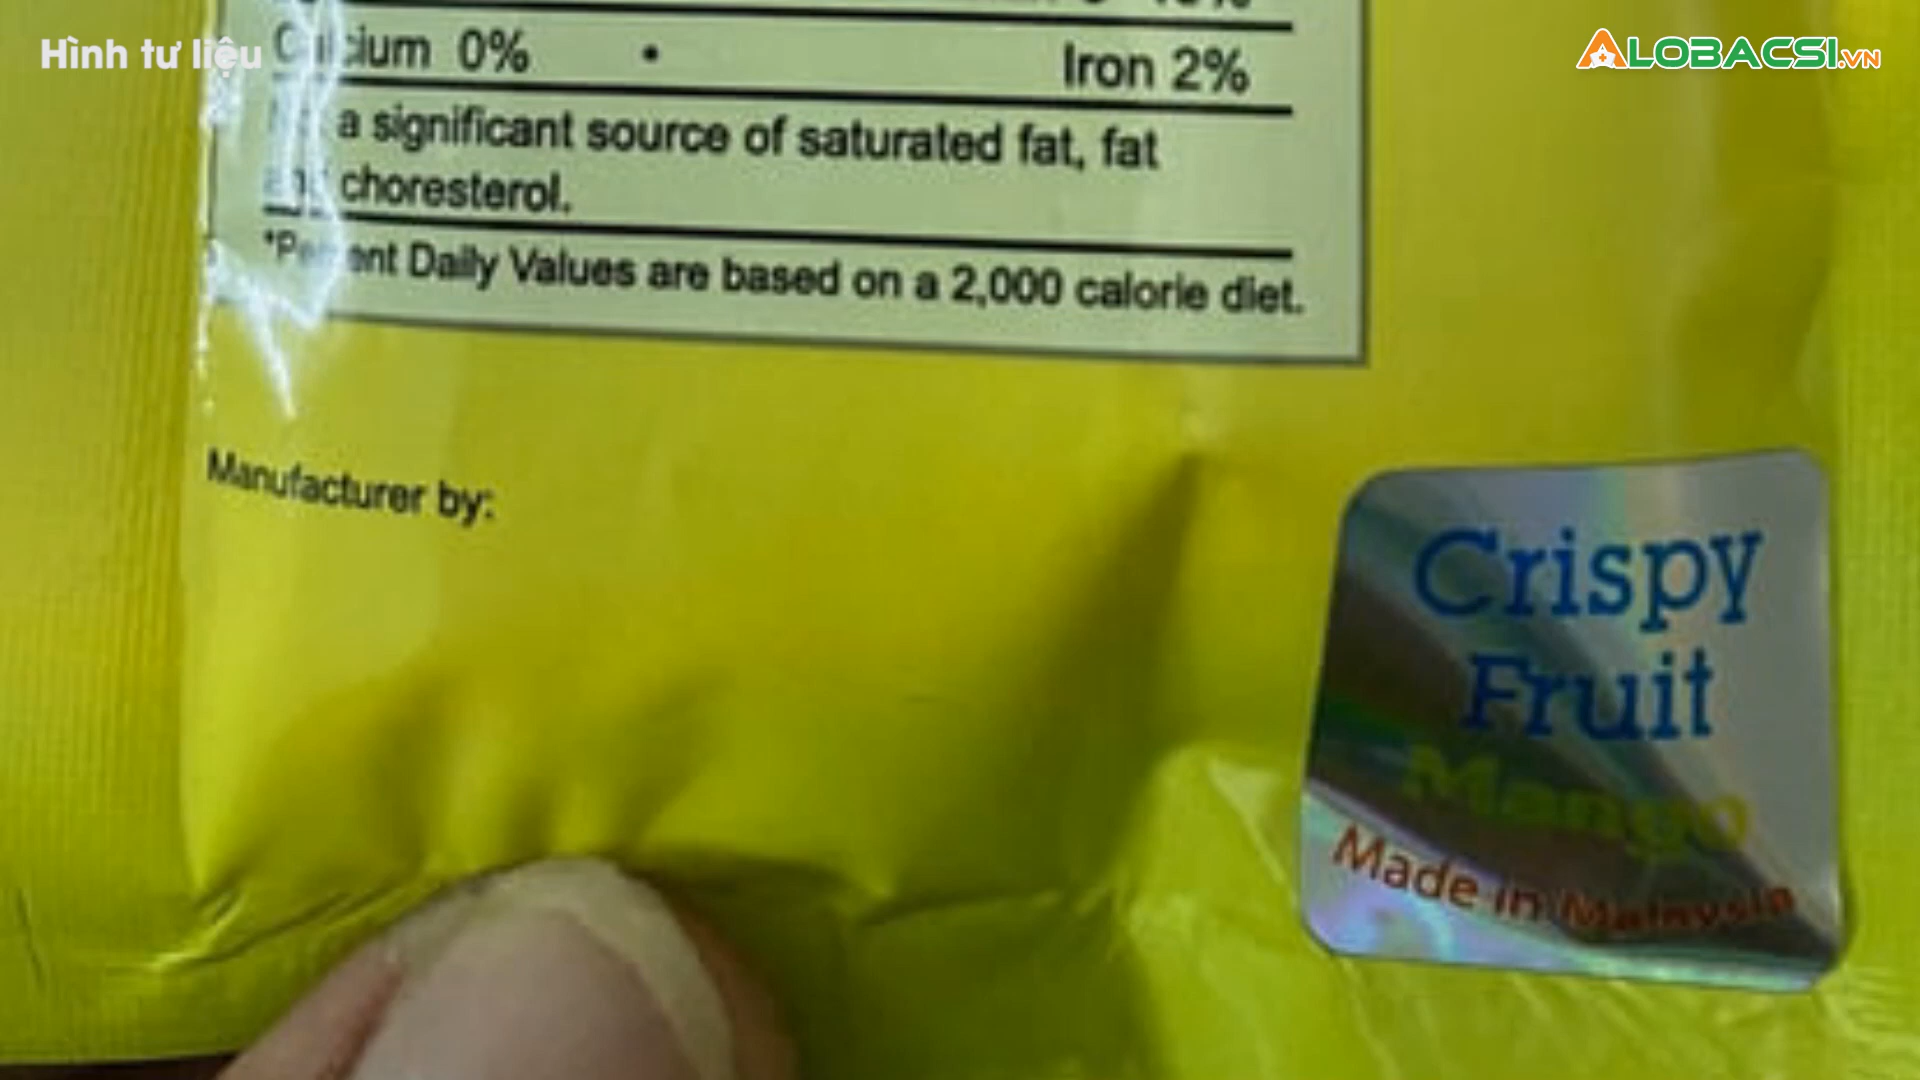 Hình tư liệu
ALOBACSI.VN
Calcium 0% • Iron 2%
a significant source of saturated fat, fat
and choresterol.
*Percent Daily Values are based on a 2,000 calorie diet.
Manufacturer by:
Crispy
Fruit
Mango
Made in Malaysia